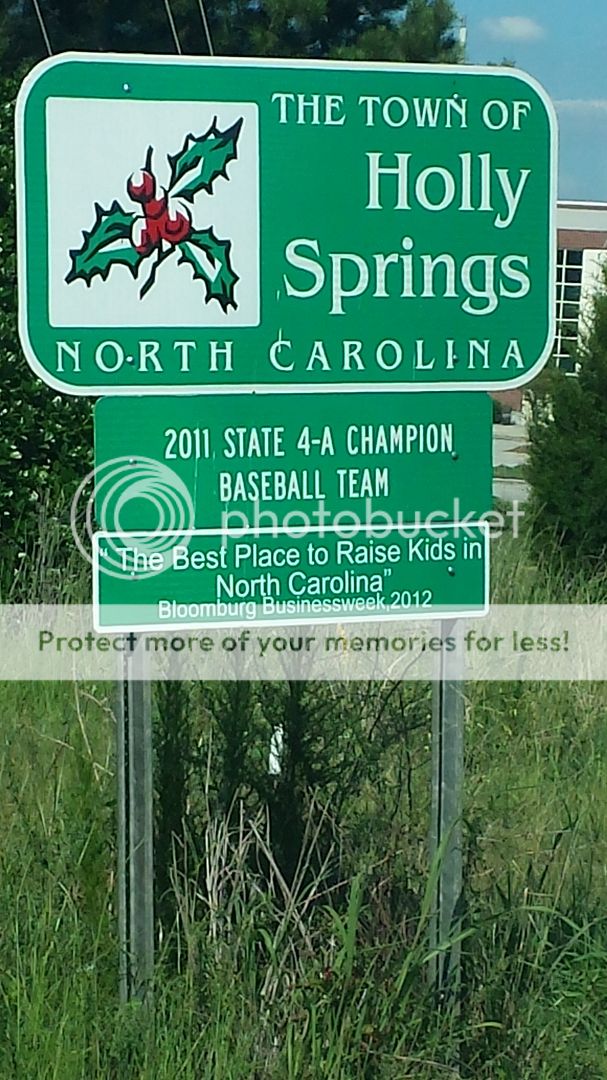 THE TOWN OF
Holly
Springs
NORTH CAROLINA
2011 STATE 4-A CHAMPION
BASEBALL TEAM
photobucket
“The Best Place to Raise Kids in
North Carolina”
Bloomburg Businessweek,2012
Protect more of your memories for less!